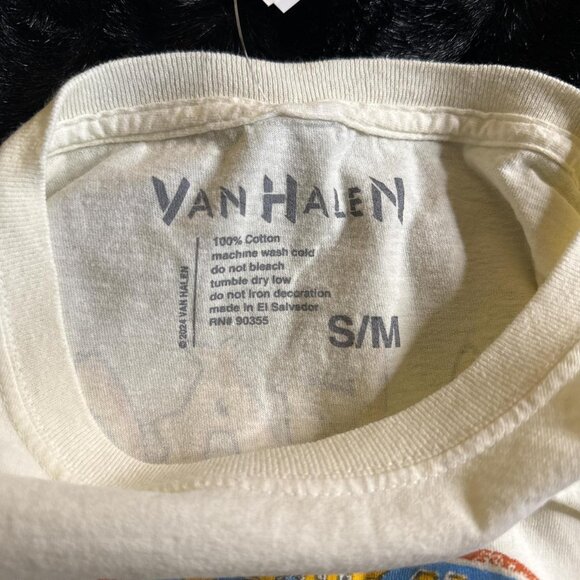 VAN HALEN
100% Cotton
machine wash cold
do not bleach
tumble dry low
do not iron decoration
made in El Salvador
RN# 90355
© 2024 VAN HALEN
S/M